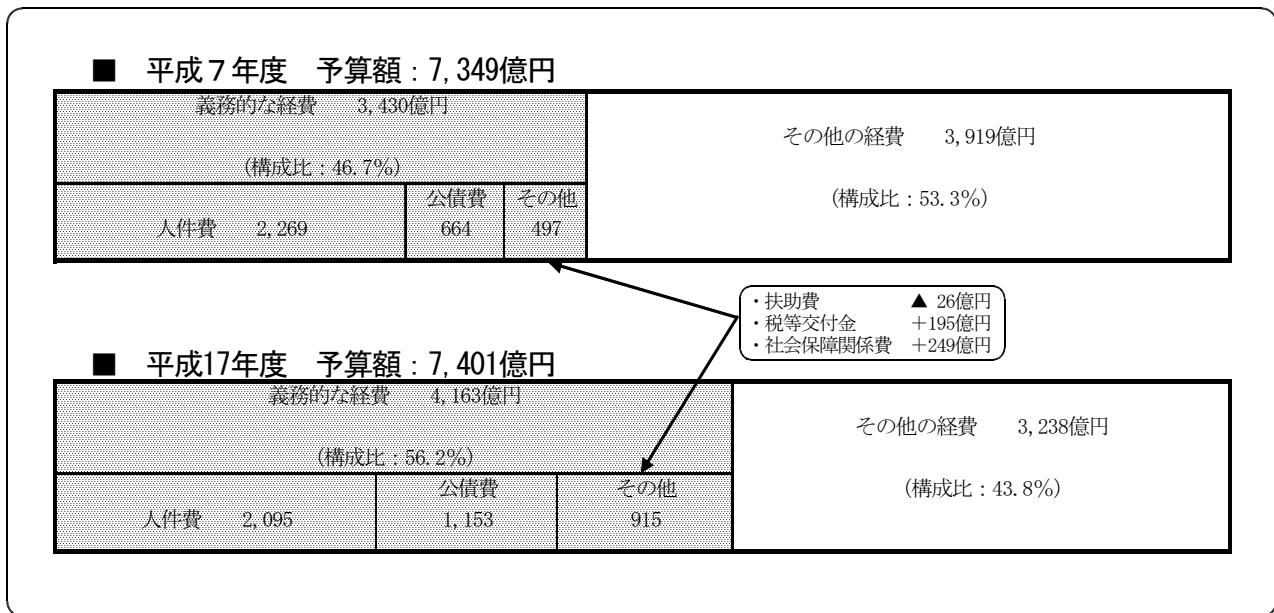 ■ 平成７年度 予算額：7,349億円
義務的な経費 3,430億円
(構成比：46.7%)
その他の経費 3,919億円
(構成比：53.3%)
公債費 その他
人件費 2,269 664 497
・扶助費 ▲ 26億円
・税等交付金 ＋195億円
・社会保障関係費 ＋249億円
■ 平成17年度 予算額：7,401億円
義務的な経費 4,163億円
(構成比：56.2%)
その他の経費 3,238億円
(構成比：43.8%)
公債費 その他
人件費 2,095 1,153 915